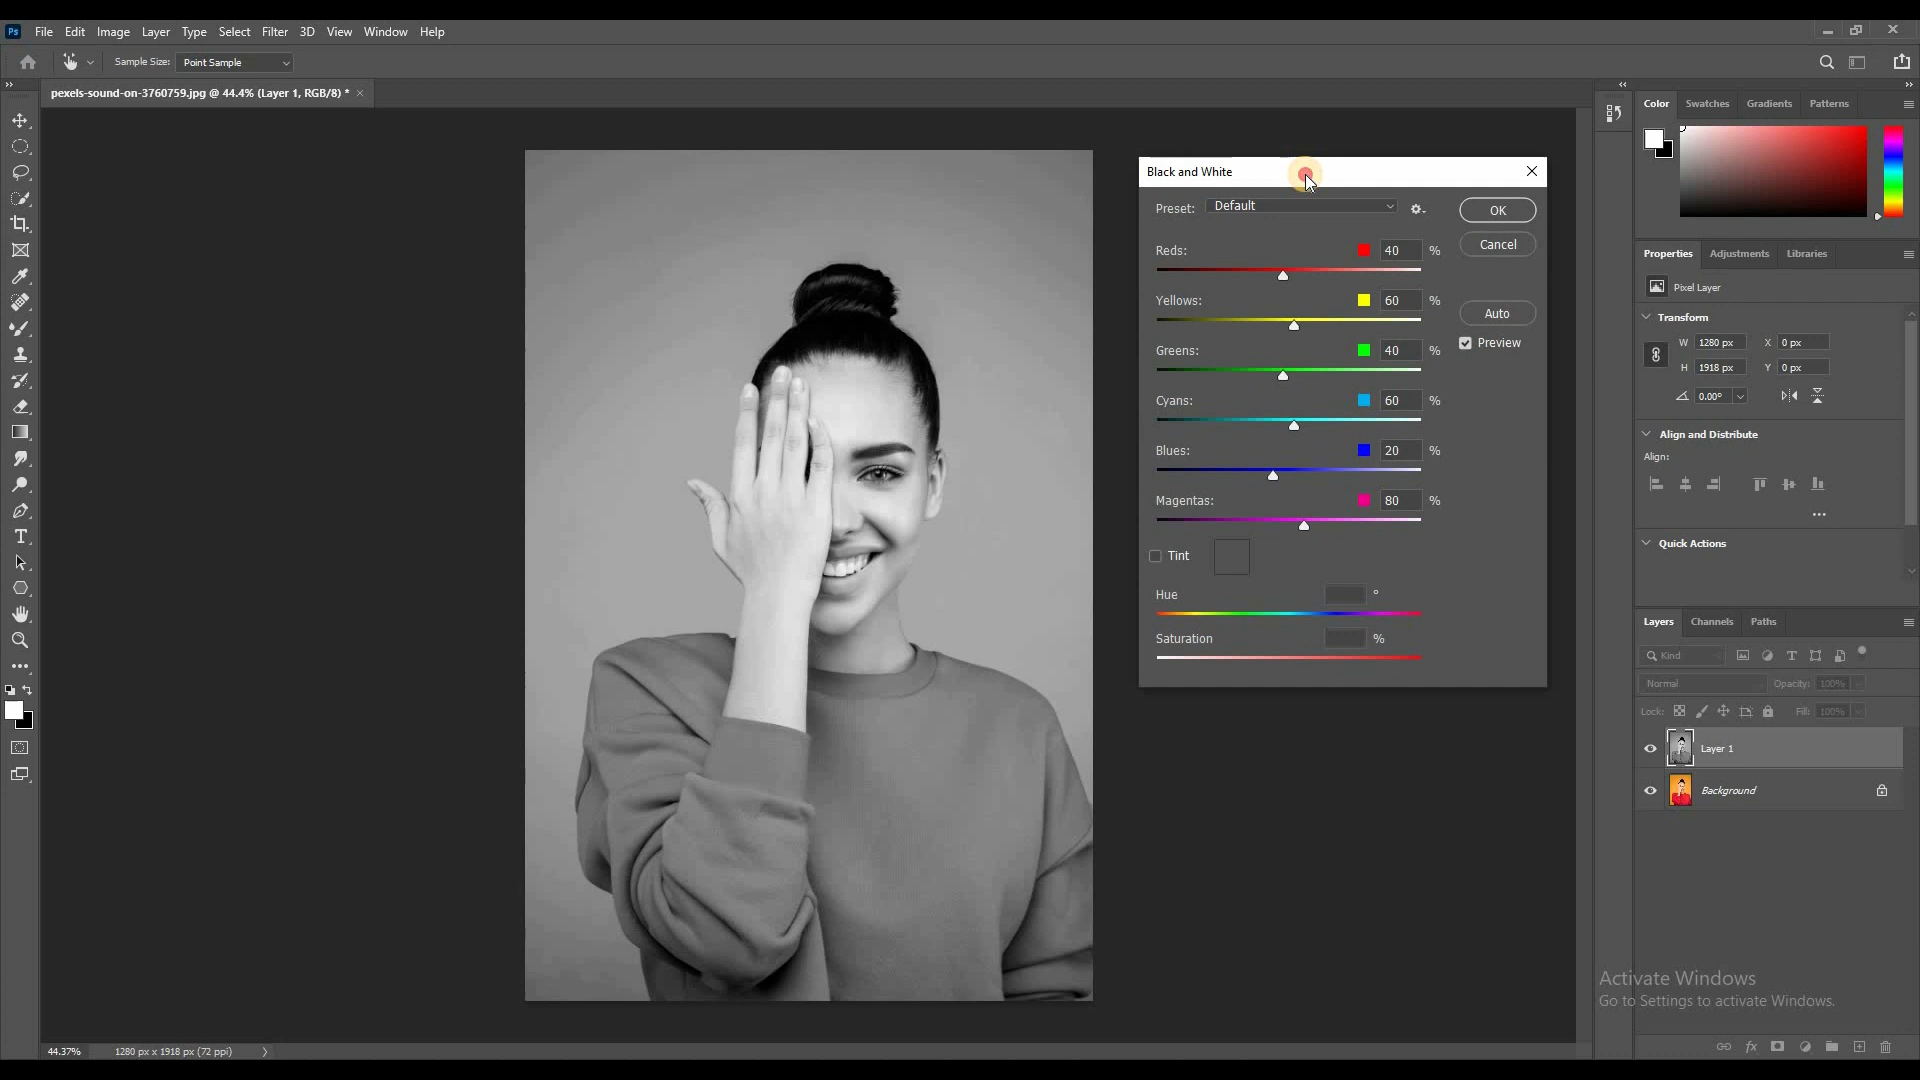 Ps File Edit Image Layer Type Select Filter 3D View Window Help
Sample Size: Point Sample
pexels-sound-on-3760759.jpg @ 44.4% (Layer 1, RGB/8) *
Color Swatches Gradients Patterns
Black and White
Preset: Default
OK
Cancel
Reds: 40 %
Yellows: 60 %
Auto
Preview
Greens: 40 %
Cyans: 60 %
Blues: 20 %
Magentas: 80 %
Tint
Hue °
Saturation %
Properties Adjustments Libraries
Pixel Layer
Transform
W 1280 px X 0 px
H 1918 px Y 0 px
0.00°
Align and Distribute
Align:
Quick Actions
Layers Channels Paths
Kind
Normal Opacity: 100%
Lock: Fill: 100%
Layer 1
Background
Activate Windows
Go to Settings to activate Windows.
44.37% 1280 px x 1918 px (72 ppi)